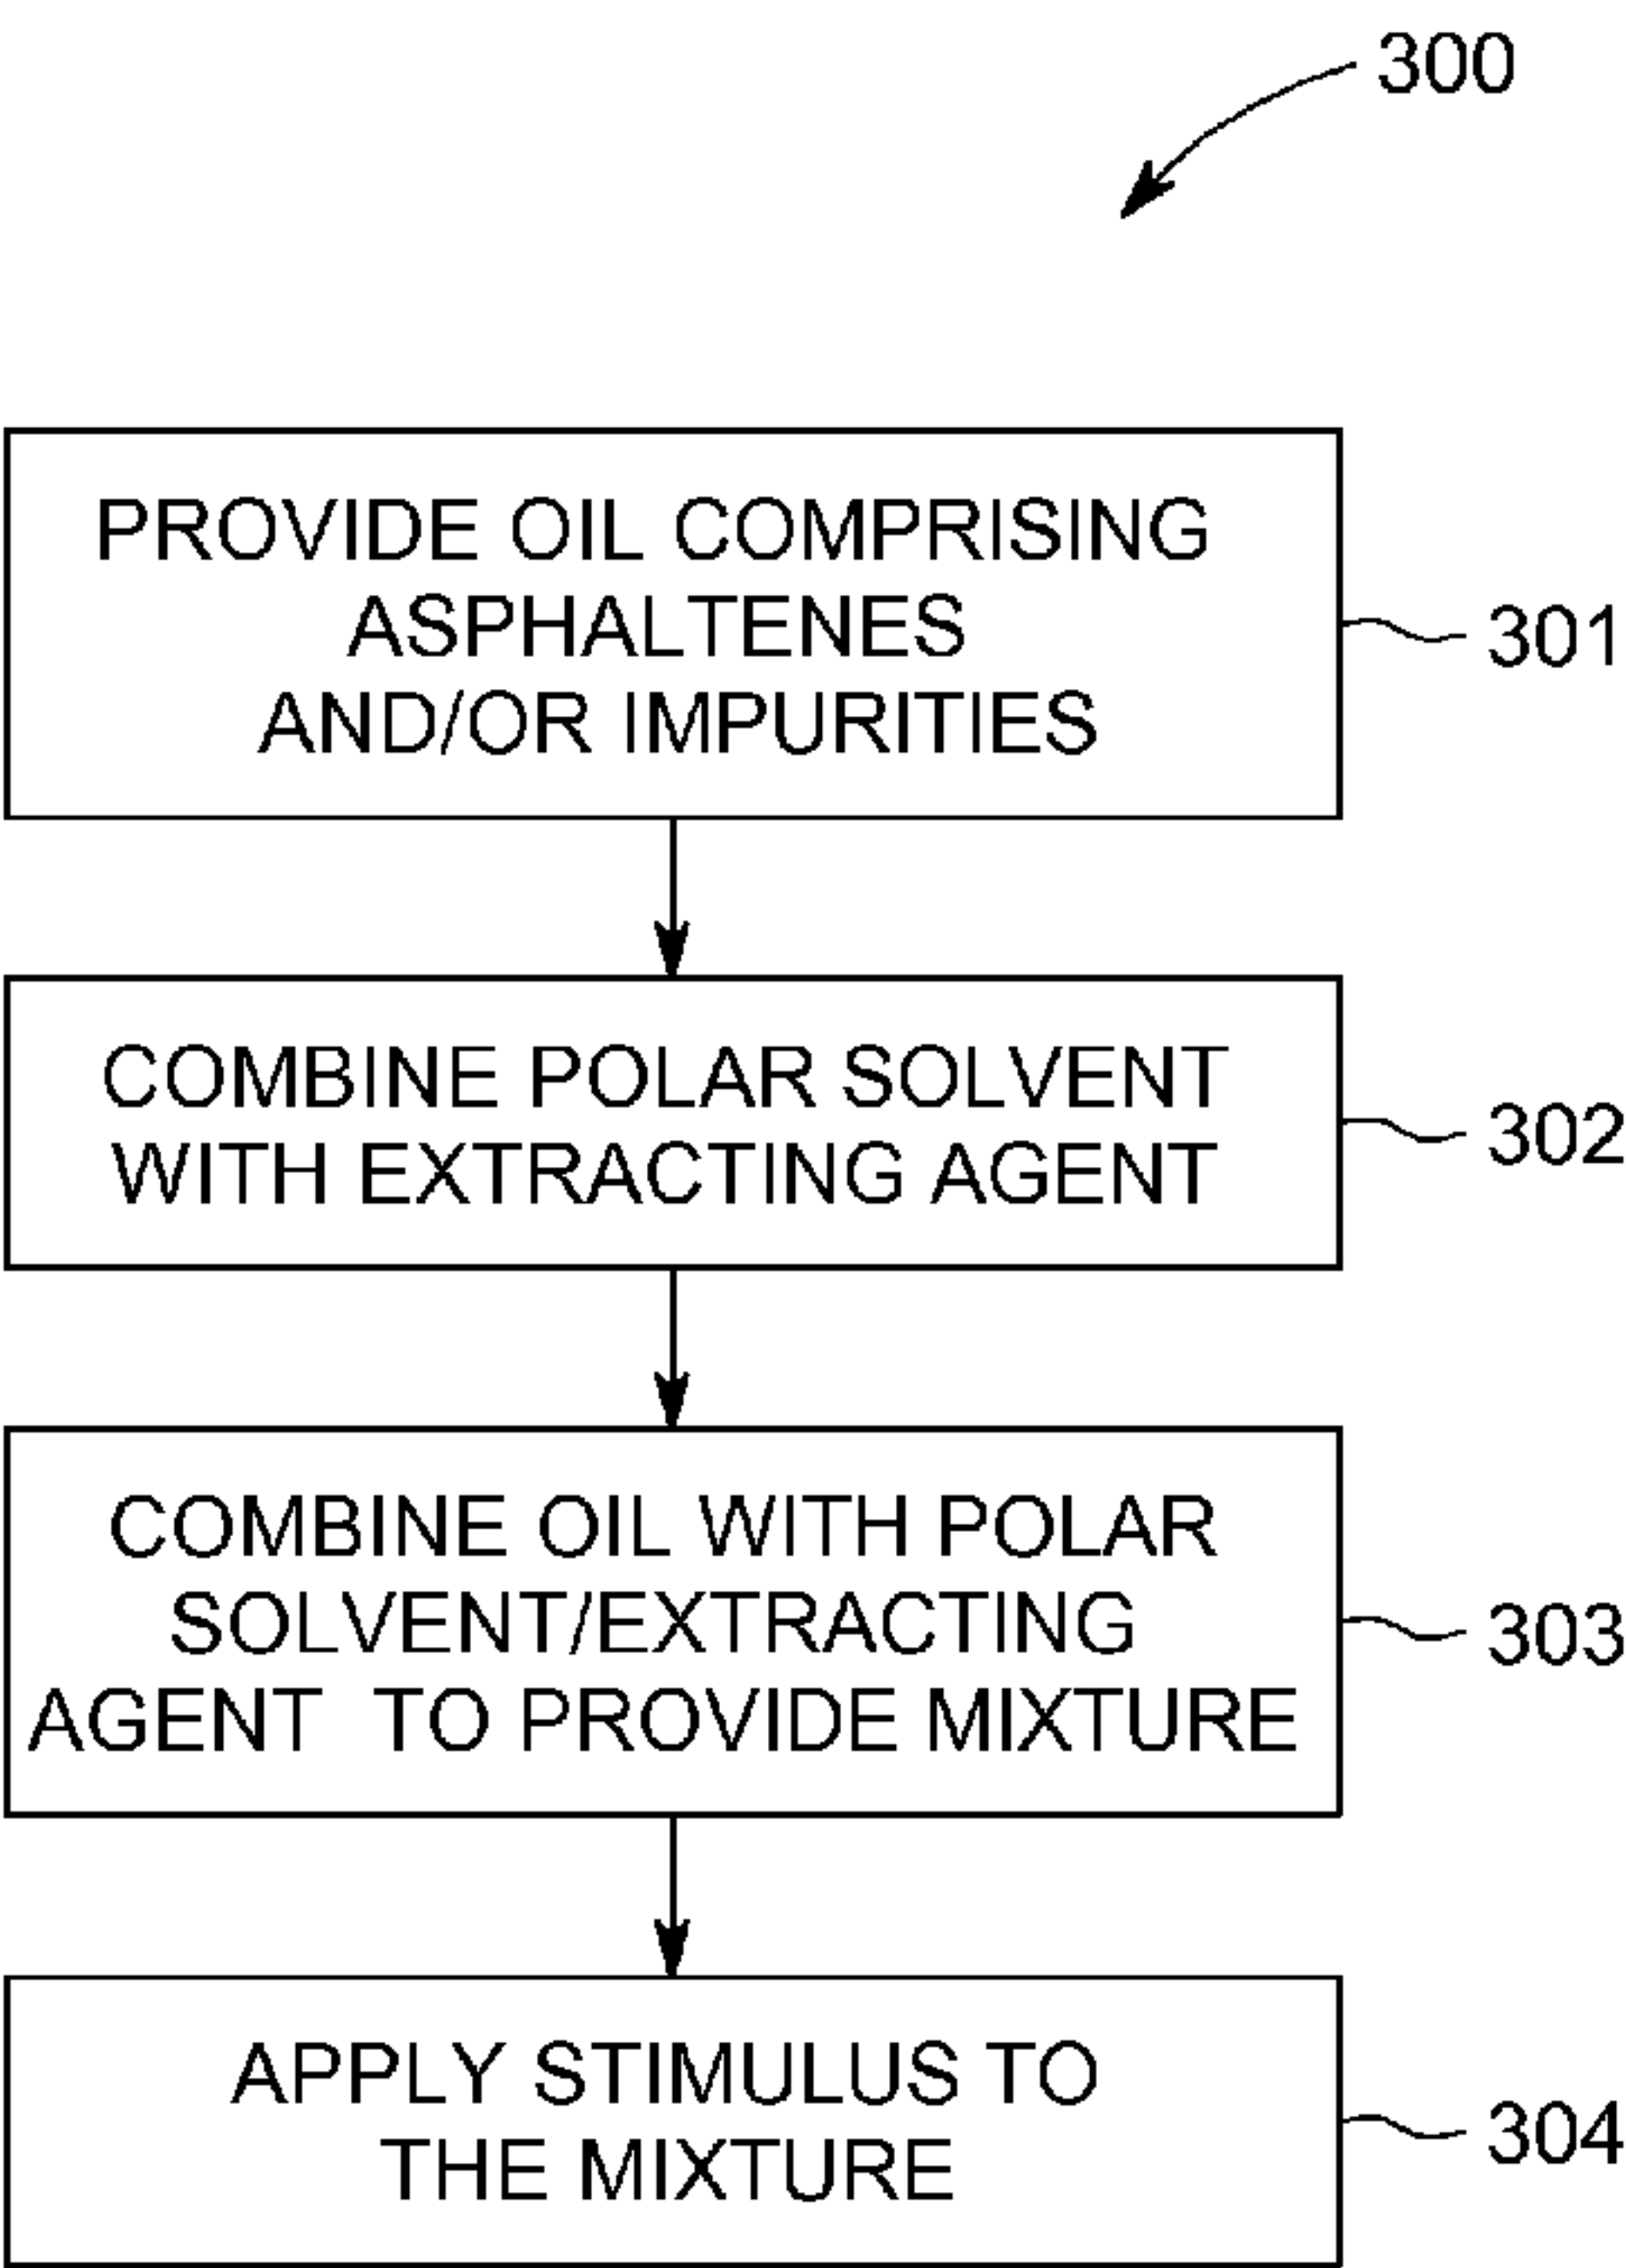 300
PROVIDE OIL COMPRISING
ASPHALTENES
AND/OR IMPURITIES
301
COMBINE POLAR SOLVENT
WITH EXTRACTING AGENT
302
COMBINE OIL WITH POLAR
SOLVENT/EXTRACTING
AGENT TO PROVIDE MIXTURE
303
APPLY STIMULUS TO
THE MIXTURE
304